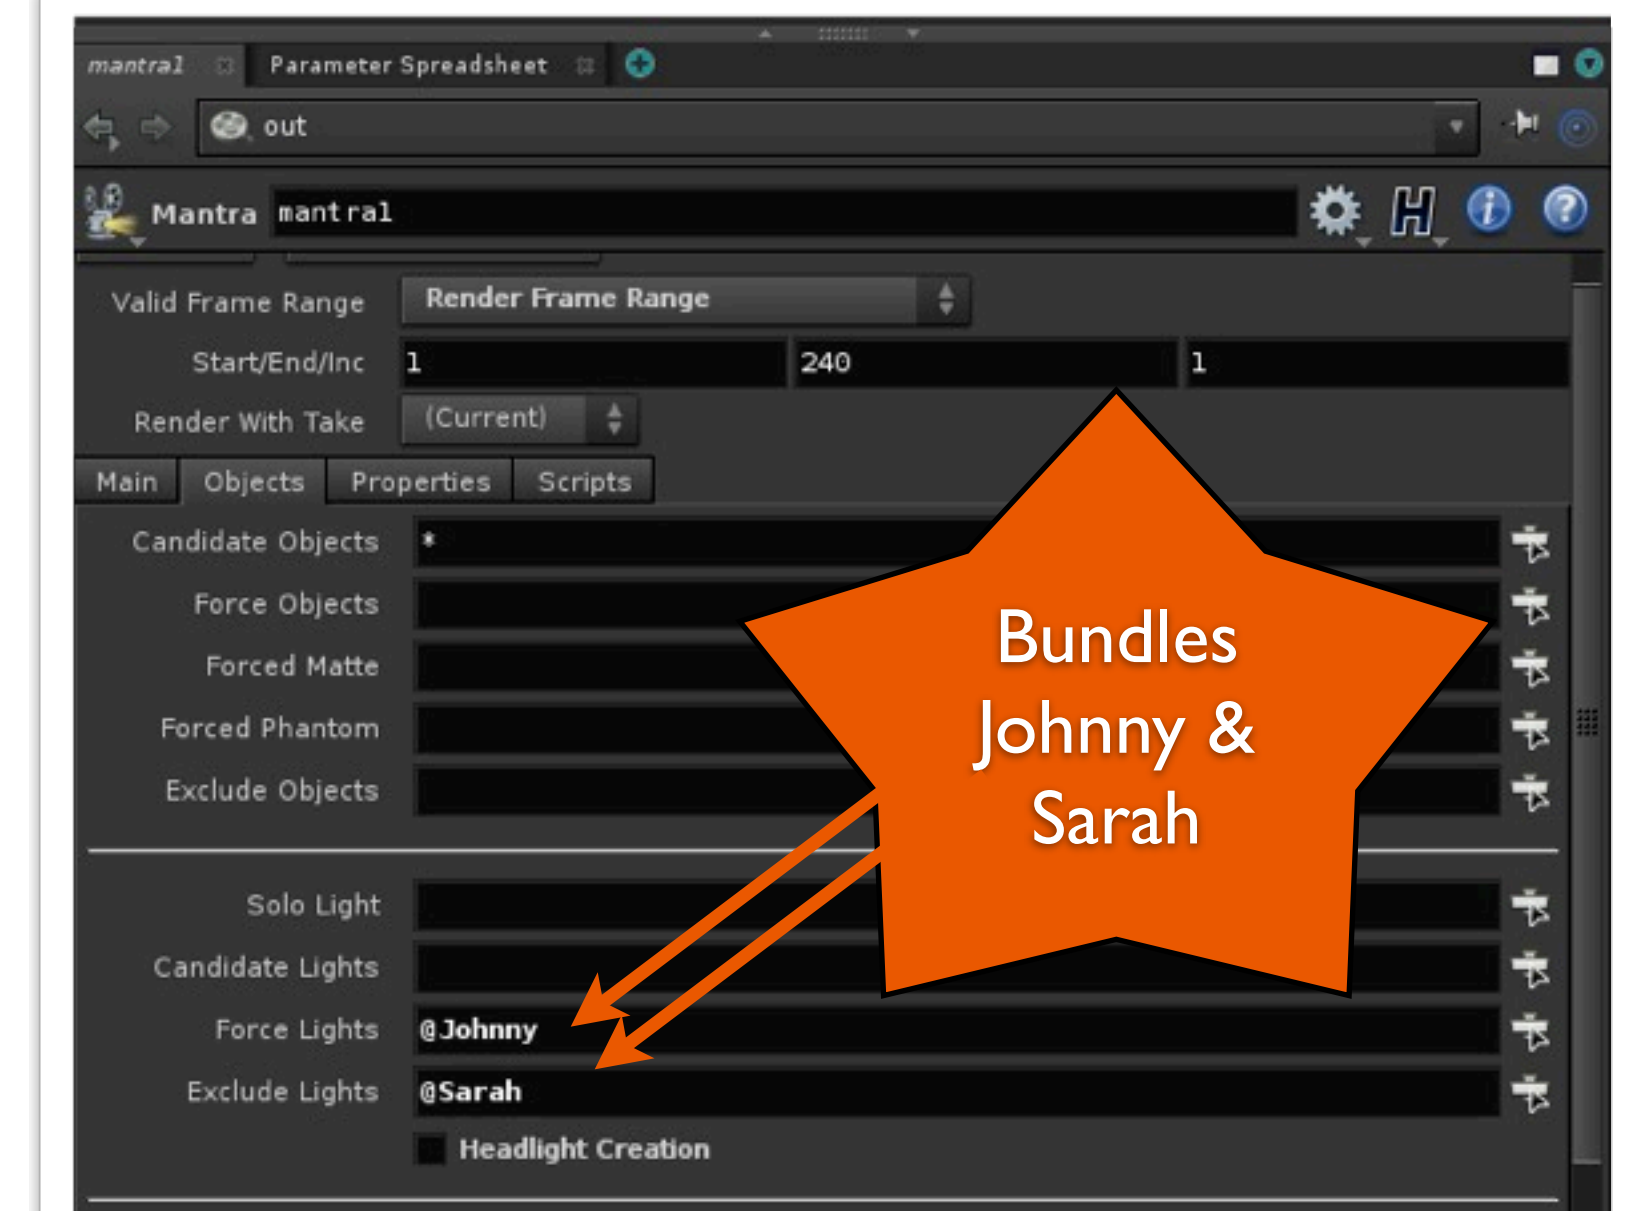 mantra1 Parameter Spreadsheet
out
Mantra mantra1
Valid Frame Range Render Frame Range
Start/End/Inc 1 240 1
Render With Take (Current)
Main Objects Properties Scripts
Candidate Objects *
Force Objects
Forced Matte
Forced Phantom
Exclude Objects
Bundles
Johnny &
Sarah
Solo Light
Candidate Lights
Force Lights @Johnny
Exclude Lights @Sarah
Headlight Creation